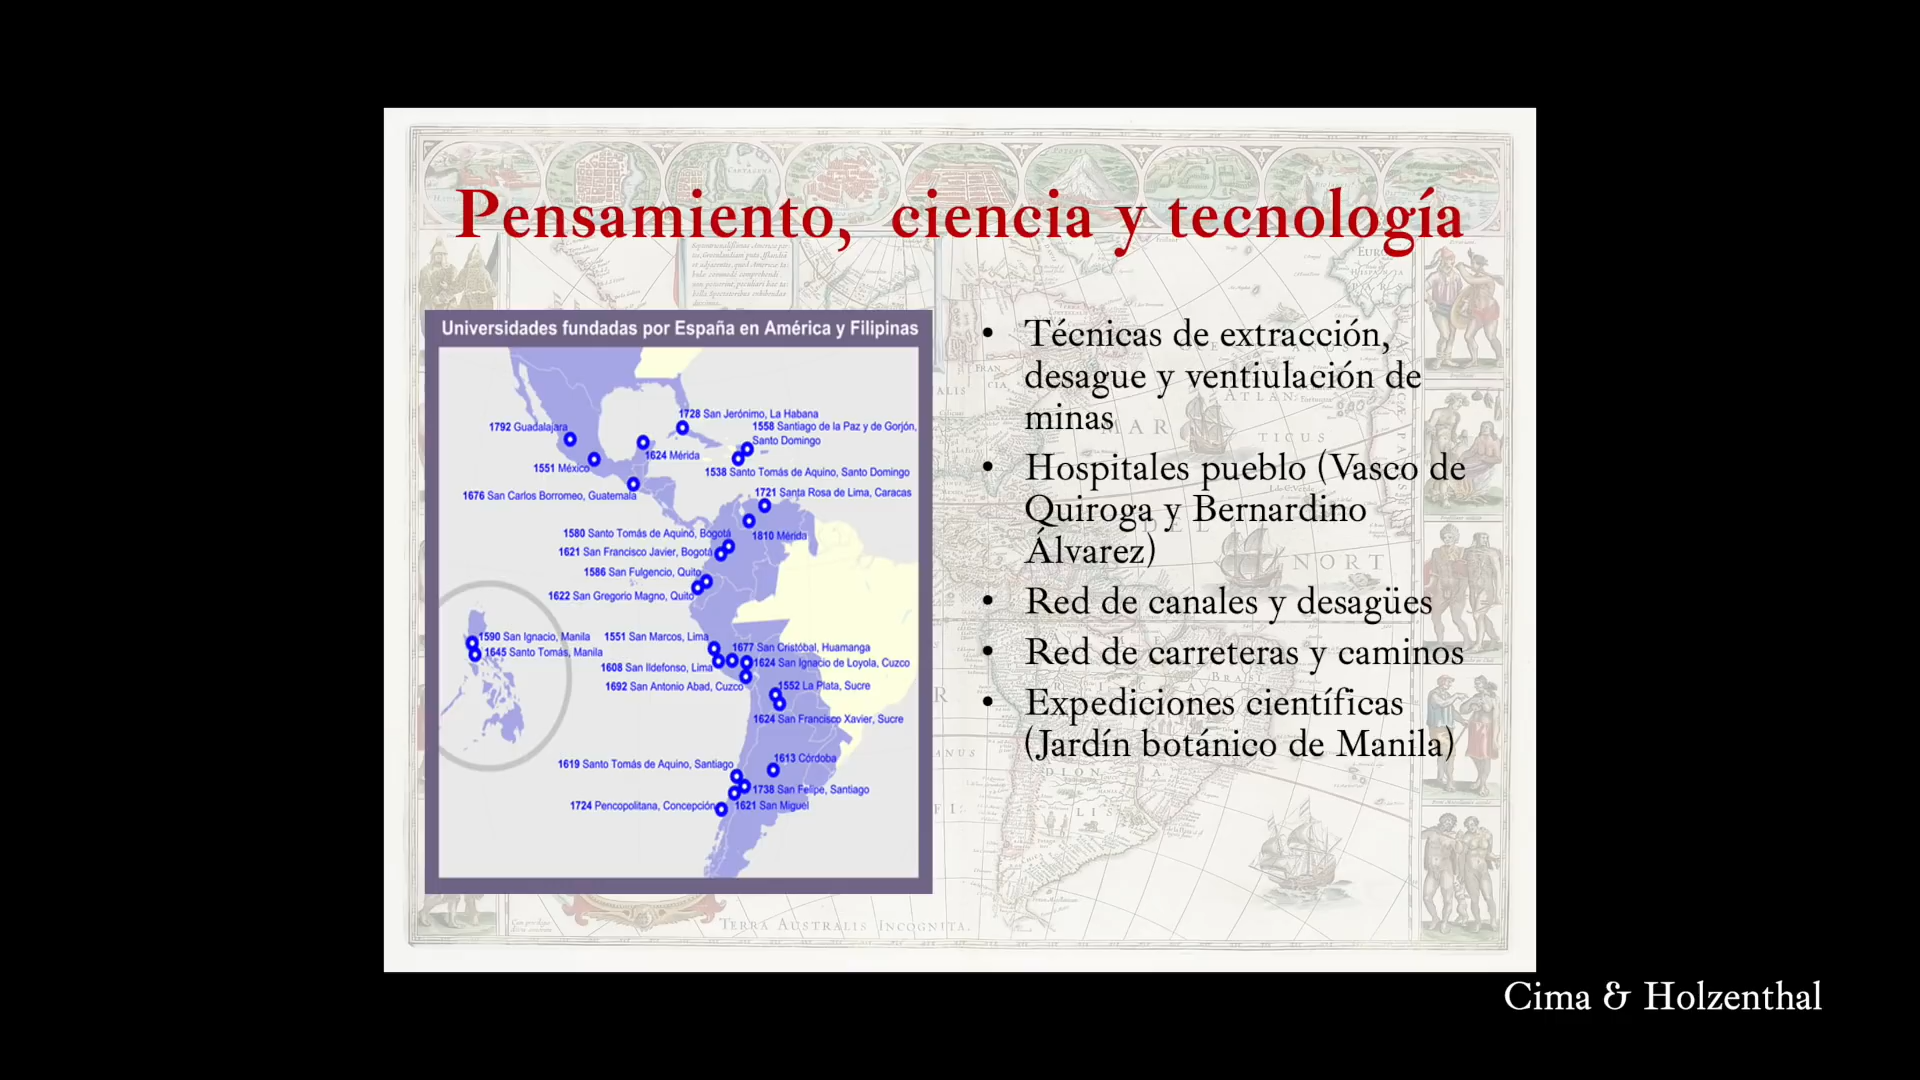 Pensamiento, ciencia y tecnología
Universidades fundadas por España en América y Filipinas
1728 San Jerónimo, La Habana
1792 Guadalajara
1558 Santiago de la Paz y de Gorjón,
Santo Domingo
1624 Mérida
1551 México
1538 Santo Tomás de Aquino, Santo Domingo
1676 San Carlos Borromeo, Guatemala
1721 Santa Rosa de Lima, Caracas
1580 Santo Tomás de Aquino, Bogotá
1810 Mérida
1621 San Francisco Javier, Bogotá
1586 San Fulgencio, Quito
1622 San Gregorio Magno, Quito
1590 San Ignacio, Manila
1645 Santo Tomás, Manila
1551 San Marcos, Lima
1677 San Cristóbal, Huamanga
1608 San Ildefonso, Lima
1624 San Ignacio de Loyola, Cuzco
1692 San Antonio Abad, Cuzco
1552 La Plata, Sucre
1624 San Francisco Xavier, Sucre
1613 Córdoba
1619 Santo Tomás de Aquino, Santiago
1738 San Felipe, Santiago
1724 Pencopolitana, Concepción
1621 San Miguel
• Técnicas de extracción,
desague y ventiulación de
minas
• Hospitales pueblo (Vasco de
Quiroga y Bernardino
Álvarez)
• Red de canales y desagües
• Red de carreteras y caminos
• Expediciones científicas
(Jardín botánico de Manila)
MAR
DEL
NORT
TERRA AUSTRALIS INCOGNITA.
Cima & Holzenthal